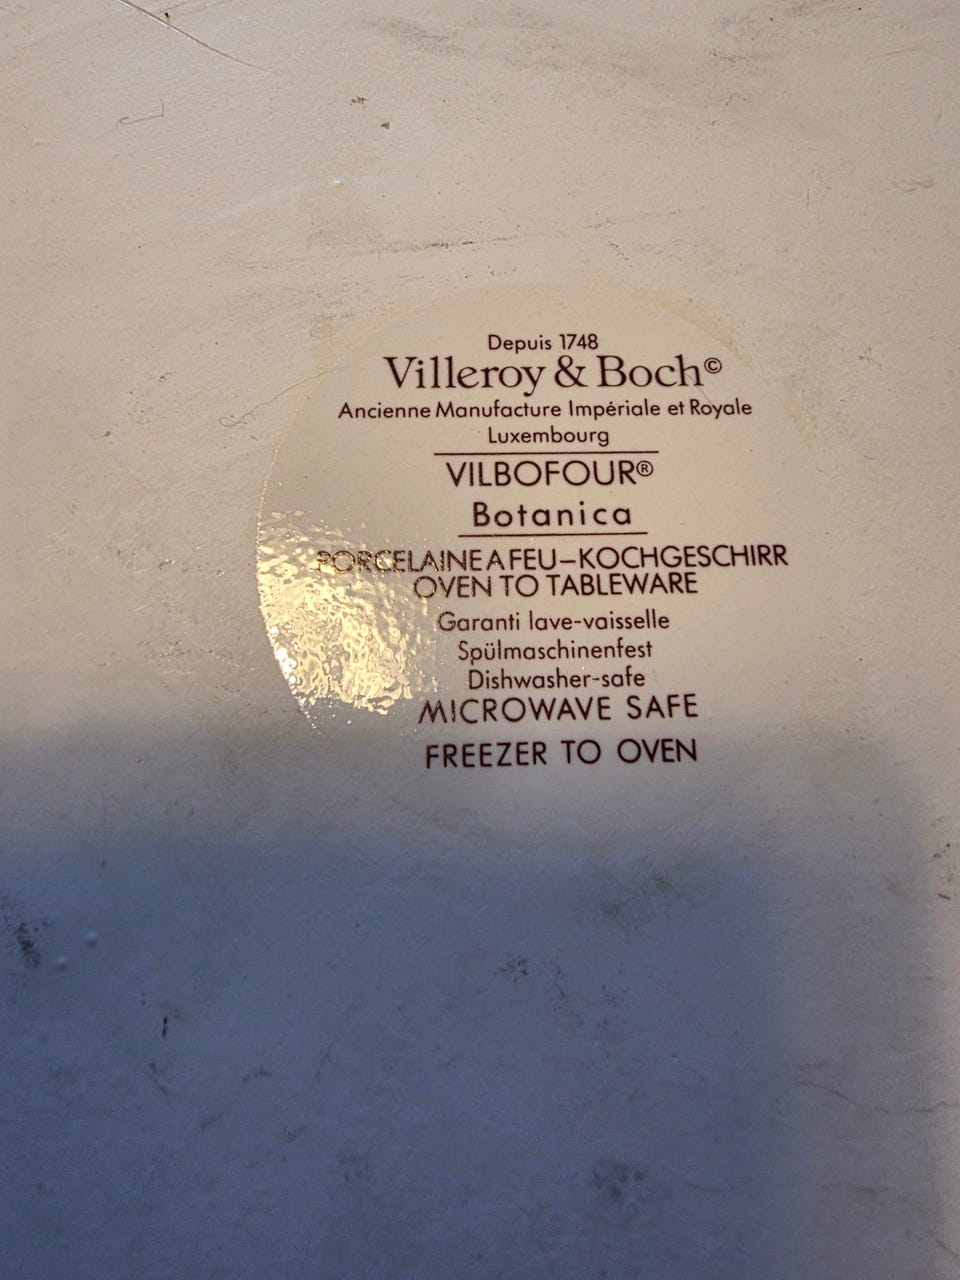 Depuis 1748
Villeroy & Boch©
Ancienne Manufacture Impériale et Royale
Luxembourg
VILBOFOUR®
Botanica
PORCELAINE A FEU–KOCHGESCHIRR
OVEN TO TABLEWARE
Garanti lave-vaisselle
Spülmaschinenfest
Dishwasher-safe
MICROWAVE SAFE
FREEZER TO OVEN